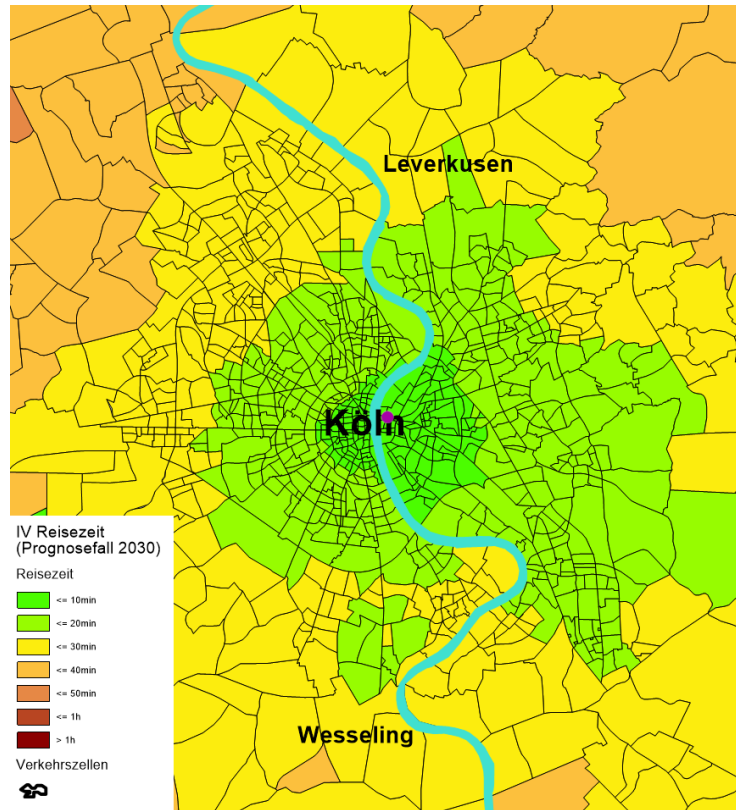 Leverkusen
Köln
Wesseling
IV Reisezeit
(Prognosefall 2030)
Reisezeit
<= 10min
<= 20min
<= 30min
<= 40min
<= 50min
<= 1h
> 1h
Verkehrszellen